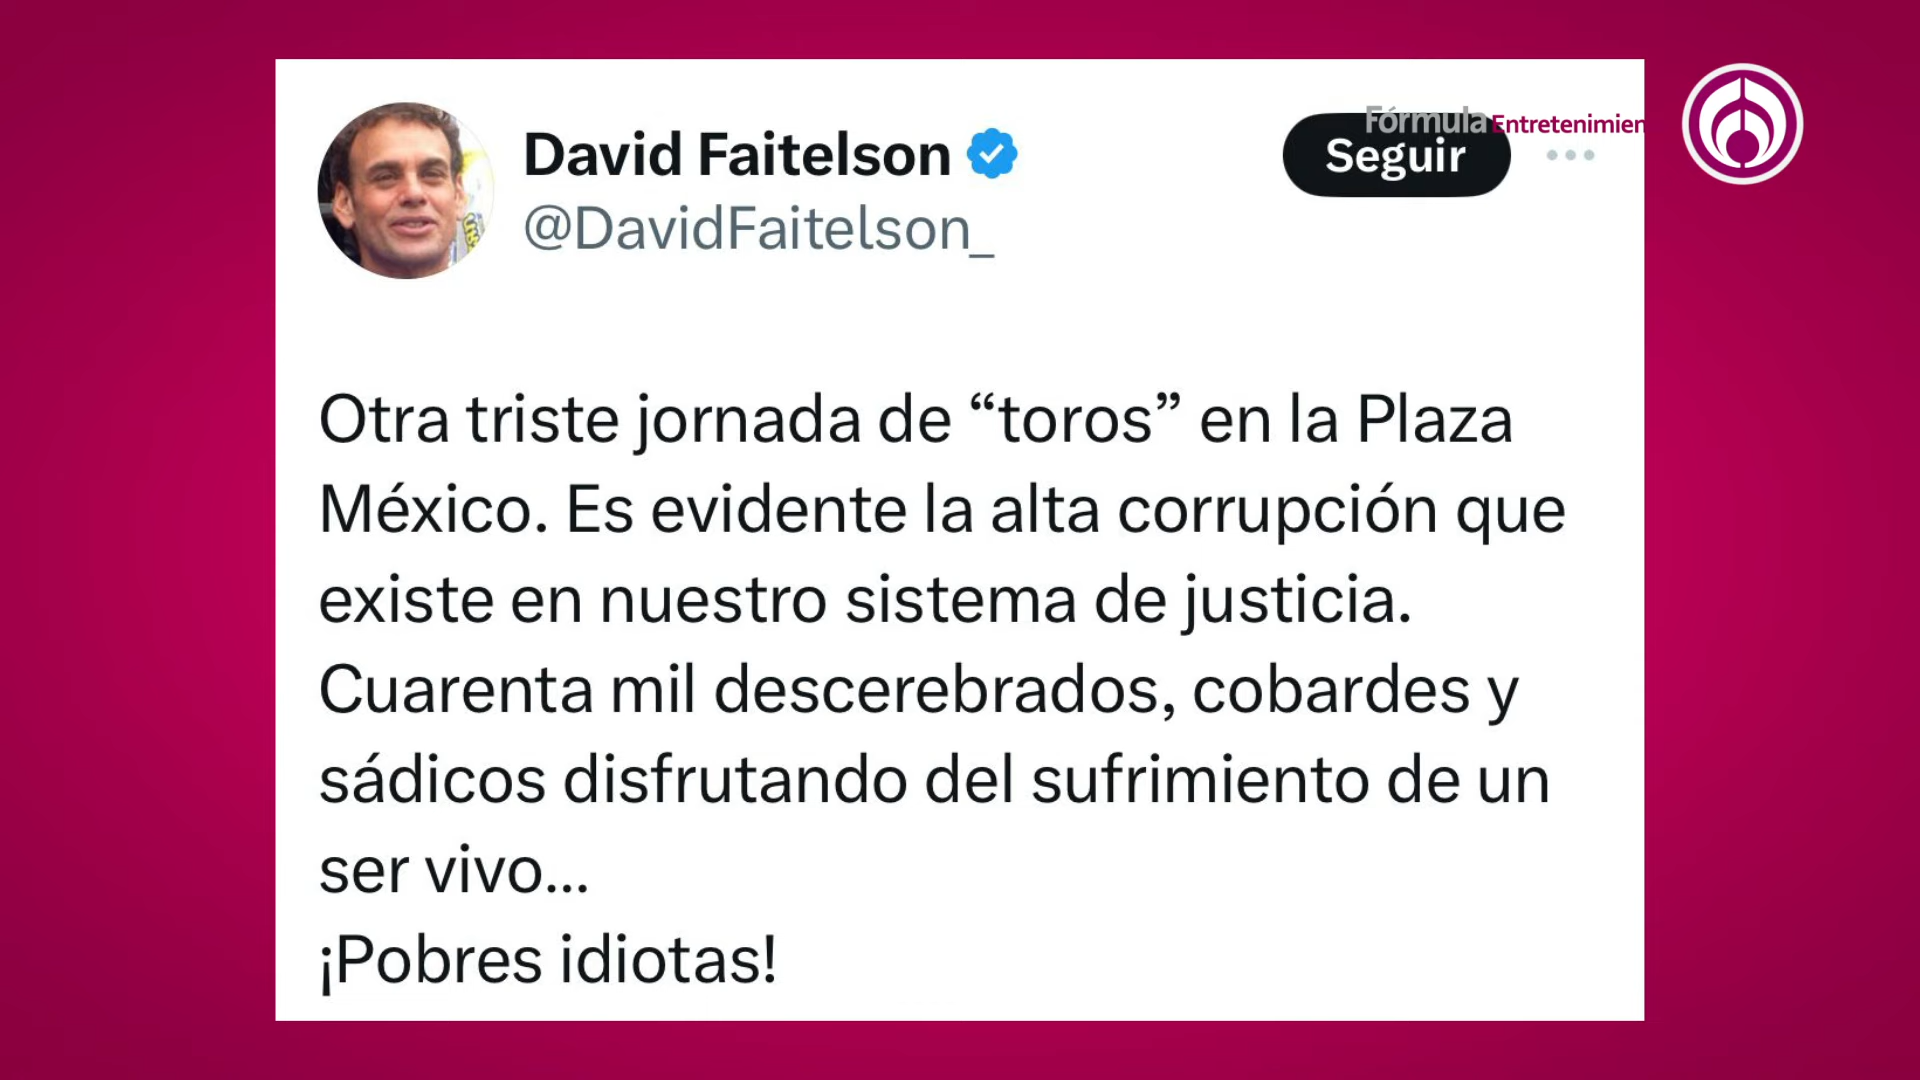 David Faitelson
@DavidFaitelson_
Seguir
Fórmula Entretenimien
Otra triste jornada de “toros” en la Plaza
México. Es evidente la alta corrupción que
existe en nuestro sistema de justicia.
Cuarenta mil descerebrados, cobardes y
sádicos disfrutando del sufrimiento de un
ser vivo...
¡Pobres idiotas!